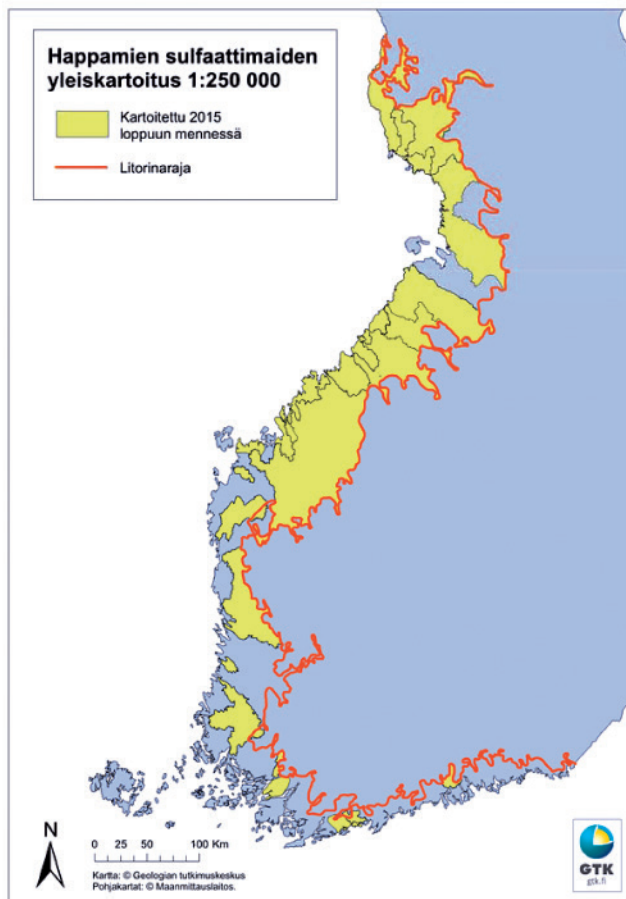 Happamien sulfaattimaiden
yleiskartoitus 1:250 000
Kartoitettu 2015
loppuun mennessä
Litorinaraja
N
0 25 50 100 Km
Kartta: © Geologian tutkimuskeskus
Pohjakartat: © Maanmittauslaitos.
GTK
gtk.fi